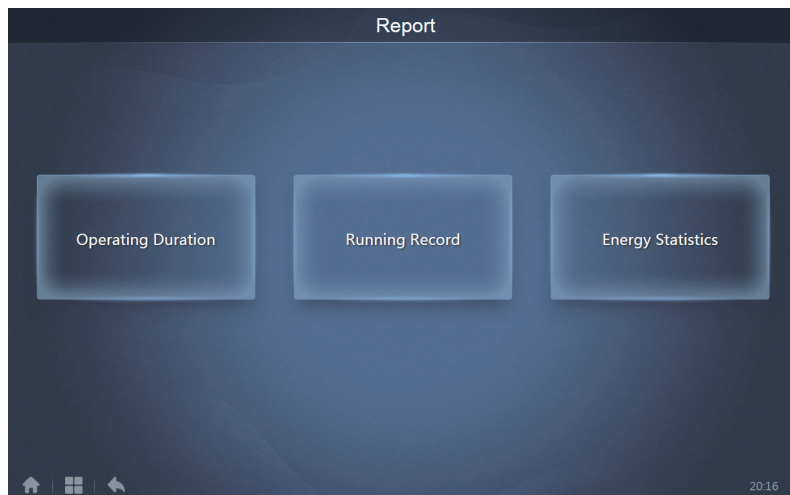 Report
Operating Duration
Running Record
Energy Statistics
20:16